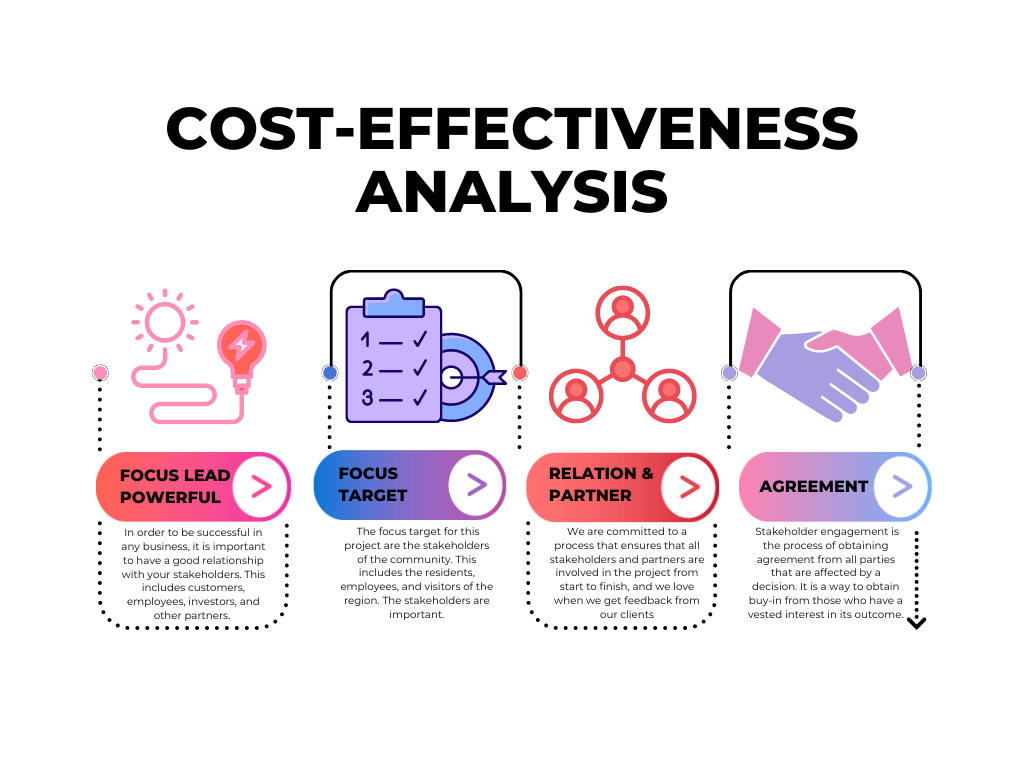 COST-EFFECTIVENESS
ANALYSIS
1
2
3
FOCUS LEAD
POWERFUL
In order to be successful in
any business, it is important
to have a good relationship
with your stakeholders. This
includes customers,
employees, investors, and
other partners.
FOCUS
TARGET
The focus target for this
project are the stakeholders
of the community. This
includes the residents,
employees, and visitors of the
region. The stakeholders are
important.
RELATION &
PARTNER
We are committed to a
process that ensures that all
stakeholders and partners are
involved in the project from
start to finish, and we love
when we get feedback from
our clients
AGREEMENT
Stakeholder engagement is
the process of obtaining
agreement from all parties
that are affected by a
decision. It is a way to obtain
buy-in from those who have a
vested interest in its outcome.